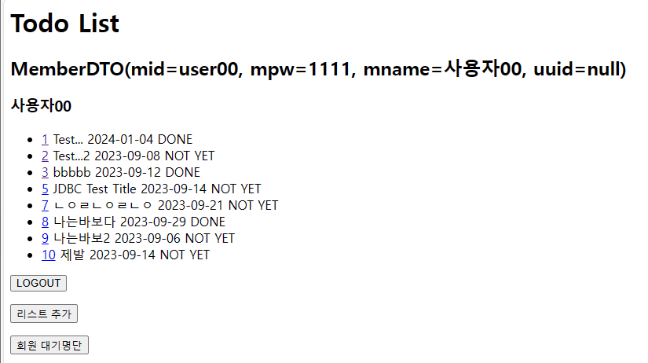 Todo List
MemberDTO(mid=user00, mpw=1111, mname=사용자00, uuid=null)
사용자00
1 Test... 2024-01-04 DONE
2 Test...2 2023-09-08 NOT YET
3 bbbbb 2023-09-12 DONE
5 JDBC Test Title 2023-09-14 NOT YET
7 ㄴㅇㄹㄴㅇㄹㄴㅇ 2023-09-21 NOT YET
8 나는바보다 2023-09-29 DONE
9 나는바보2 2023-09-06 NOT YET
10 제발 2023-09-14 NOT YET
LOGOUT
리스트 추가
회원 대기명단